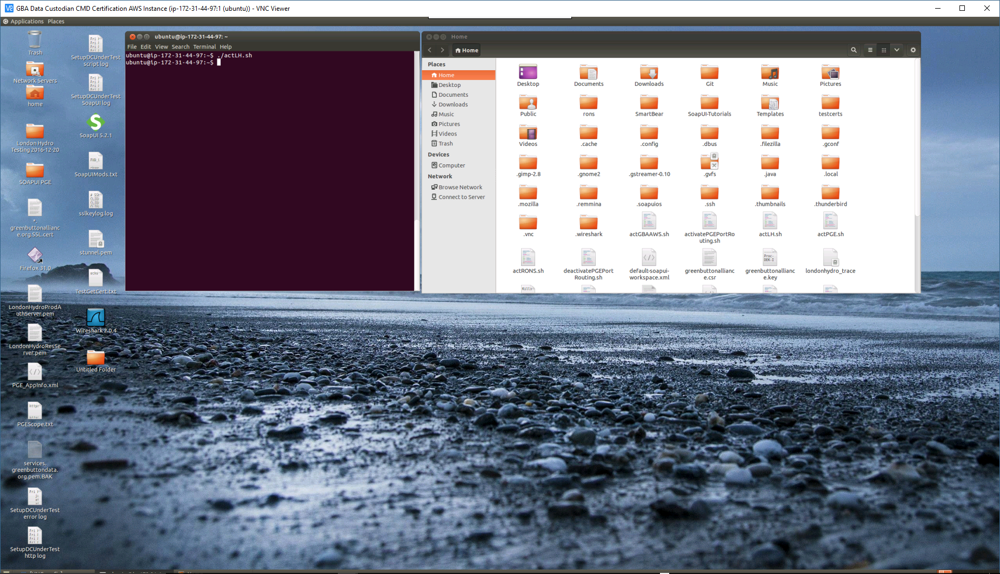 GBA Data Custodian CMD Certification AWS Instance (ip-172-31-44-97:1 (ubuntu)) - VNC Viewer
Applications Places
Trash
Network Servers
home
London Hydro
Testing 2016-12-20
SOAPUI PGE
*.
greenbuttonallianc
e.org.SSL.cert
Firefox 31.0
LondonHydroProdA
uthServer.pem
LondonHydroResSe
rver.pem
PGE_AppInfo.xml
PGEScope.txt
services.
greenbuttondata.
org.pem.BAK
SetupDCUnderTest
error log
SetupDCUnderTest
http log
SetupDCUnderTest
script log
SetupDCUnderTest
SoapUI log
SoapUI 5.2.1
SoapUIMods.txt
sslkeylog.log
stunnel.pem
TestGetCert.txt
Wireshark 2.0.4
Untitled Folder
ubuntu@ip-172-31-44-97: ~
File Edit View Search Terminal Help
ubuntu@ip-172-31-44-97:~$ ./actLH.sh
ubuntu@ip-172-31-44-97:~$
Home
Home
Places
Home
Desktop
Documents
Downloads
Music
Pictures
Videos
Trash
Devices
Computer
Network
Browse Network
Connect to Server
Desktop Documents Downloads Git Music Pictures
Public rons SmartBear SoapUI-Tutorials Templates testcerts
Videos .cache .config .dbus .filezilla .gconf
.gimp-2.8 .gnome2 .gstreamer-0.10 .gvfs .java .local
.mozilla .remmina .soapuios .ssh .thumbnails .thunderbird
.vnc .wireshark actGBAAWS.sh activatePGEPortRo
uting.sh actLH.sh actPGE.sh
actRONS.sh deactivatePGEPort
Routing.sh default-soapui-
workspace.xml greenbuttonallianc
e.csr greenbuttonallianc
e.key londonhydro_trace